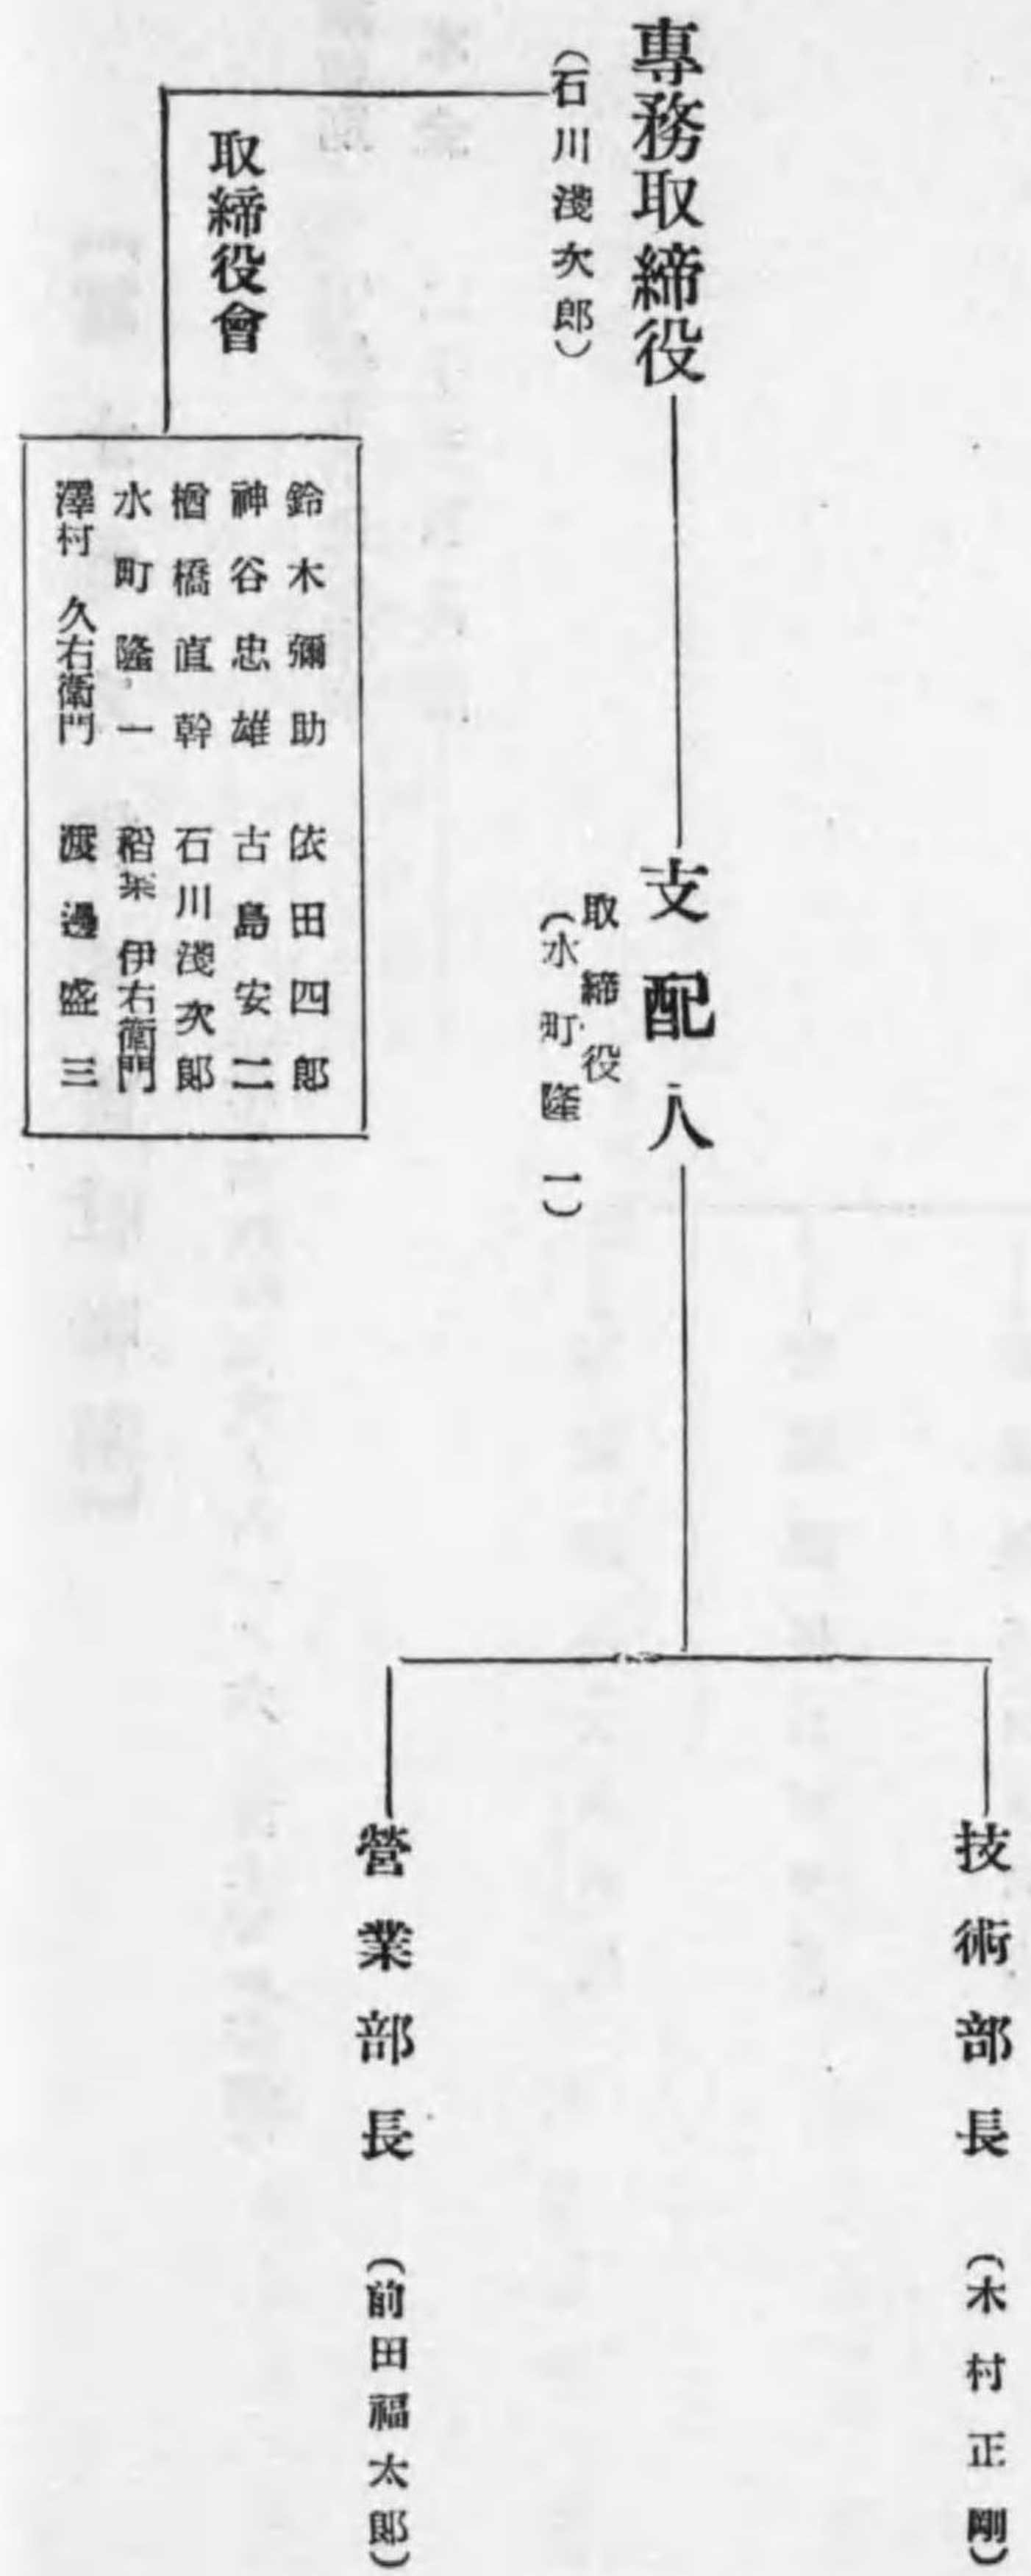 專務取締役
(石川淺次郎)
取締役會
鈴木彌助 依田四郎
神谷忠雄 古島安二
楢橋直幹 石川淺次郎
水町隆一 稻葉伊右衞門
澤村久右衞門 渡邊盛三
支配人
取締役
(水町隆一)
技術部長 (木村正剛)
營業部長 (前田福太郎)